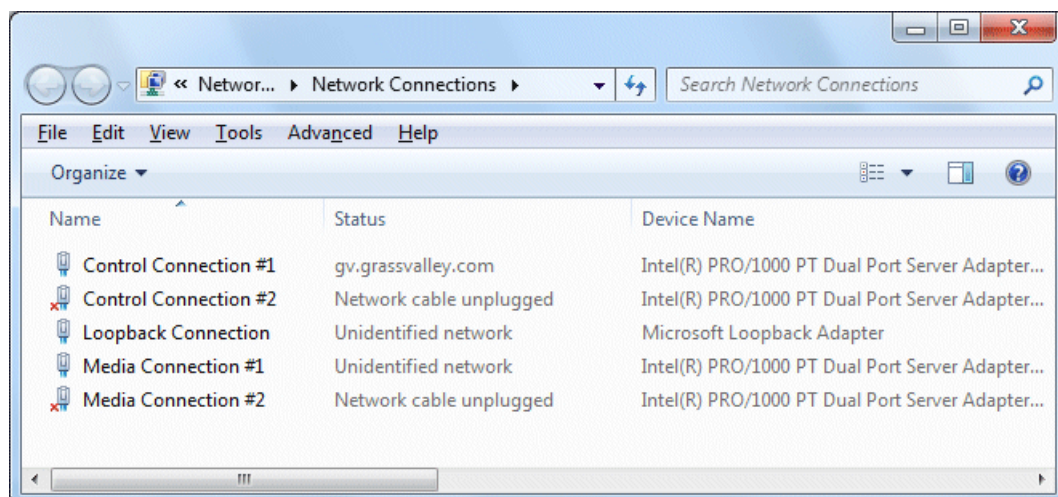 « Networ... Network Connections
Search Network Connections
File Edit View Tools Advanced Help
Organize
Name Status Device Name
Control Connection #1 gv.grassvalley.com Intel(R) PRO/1000 PT Dual Port Server Adapter...
Control Connection #2 Network cable unplugged Intel(R) PRO/1000 PT Dual Port Server Adapter...
Loopback Connection Unidentified network Microsoft Loopback Adapter
Media Connection #1 Unidentified network Intel(R) PRO/1000 PT Dual Port Server Adapter...
Media Connection #2 Network cable unplugged Intel(R) PRO/1000 PT Dual Port Server Adapter...